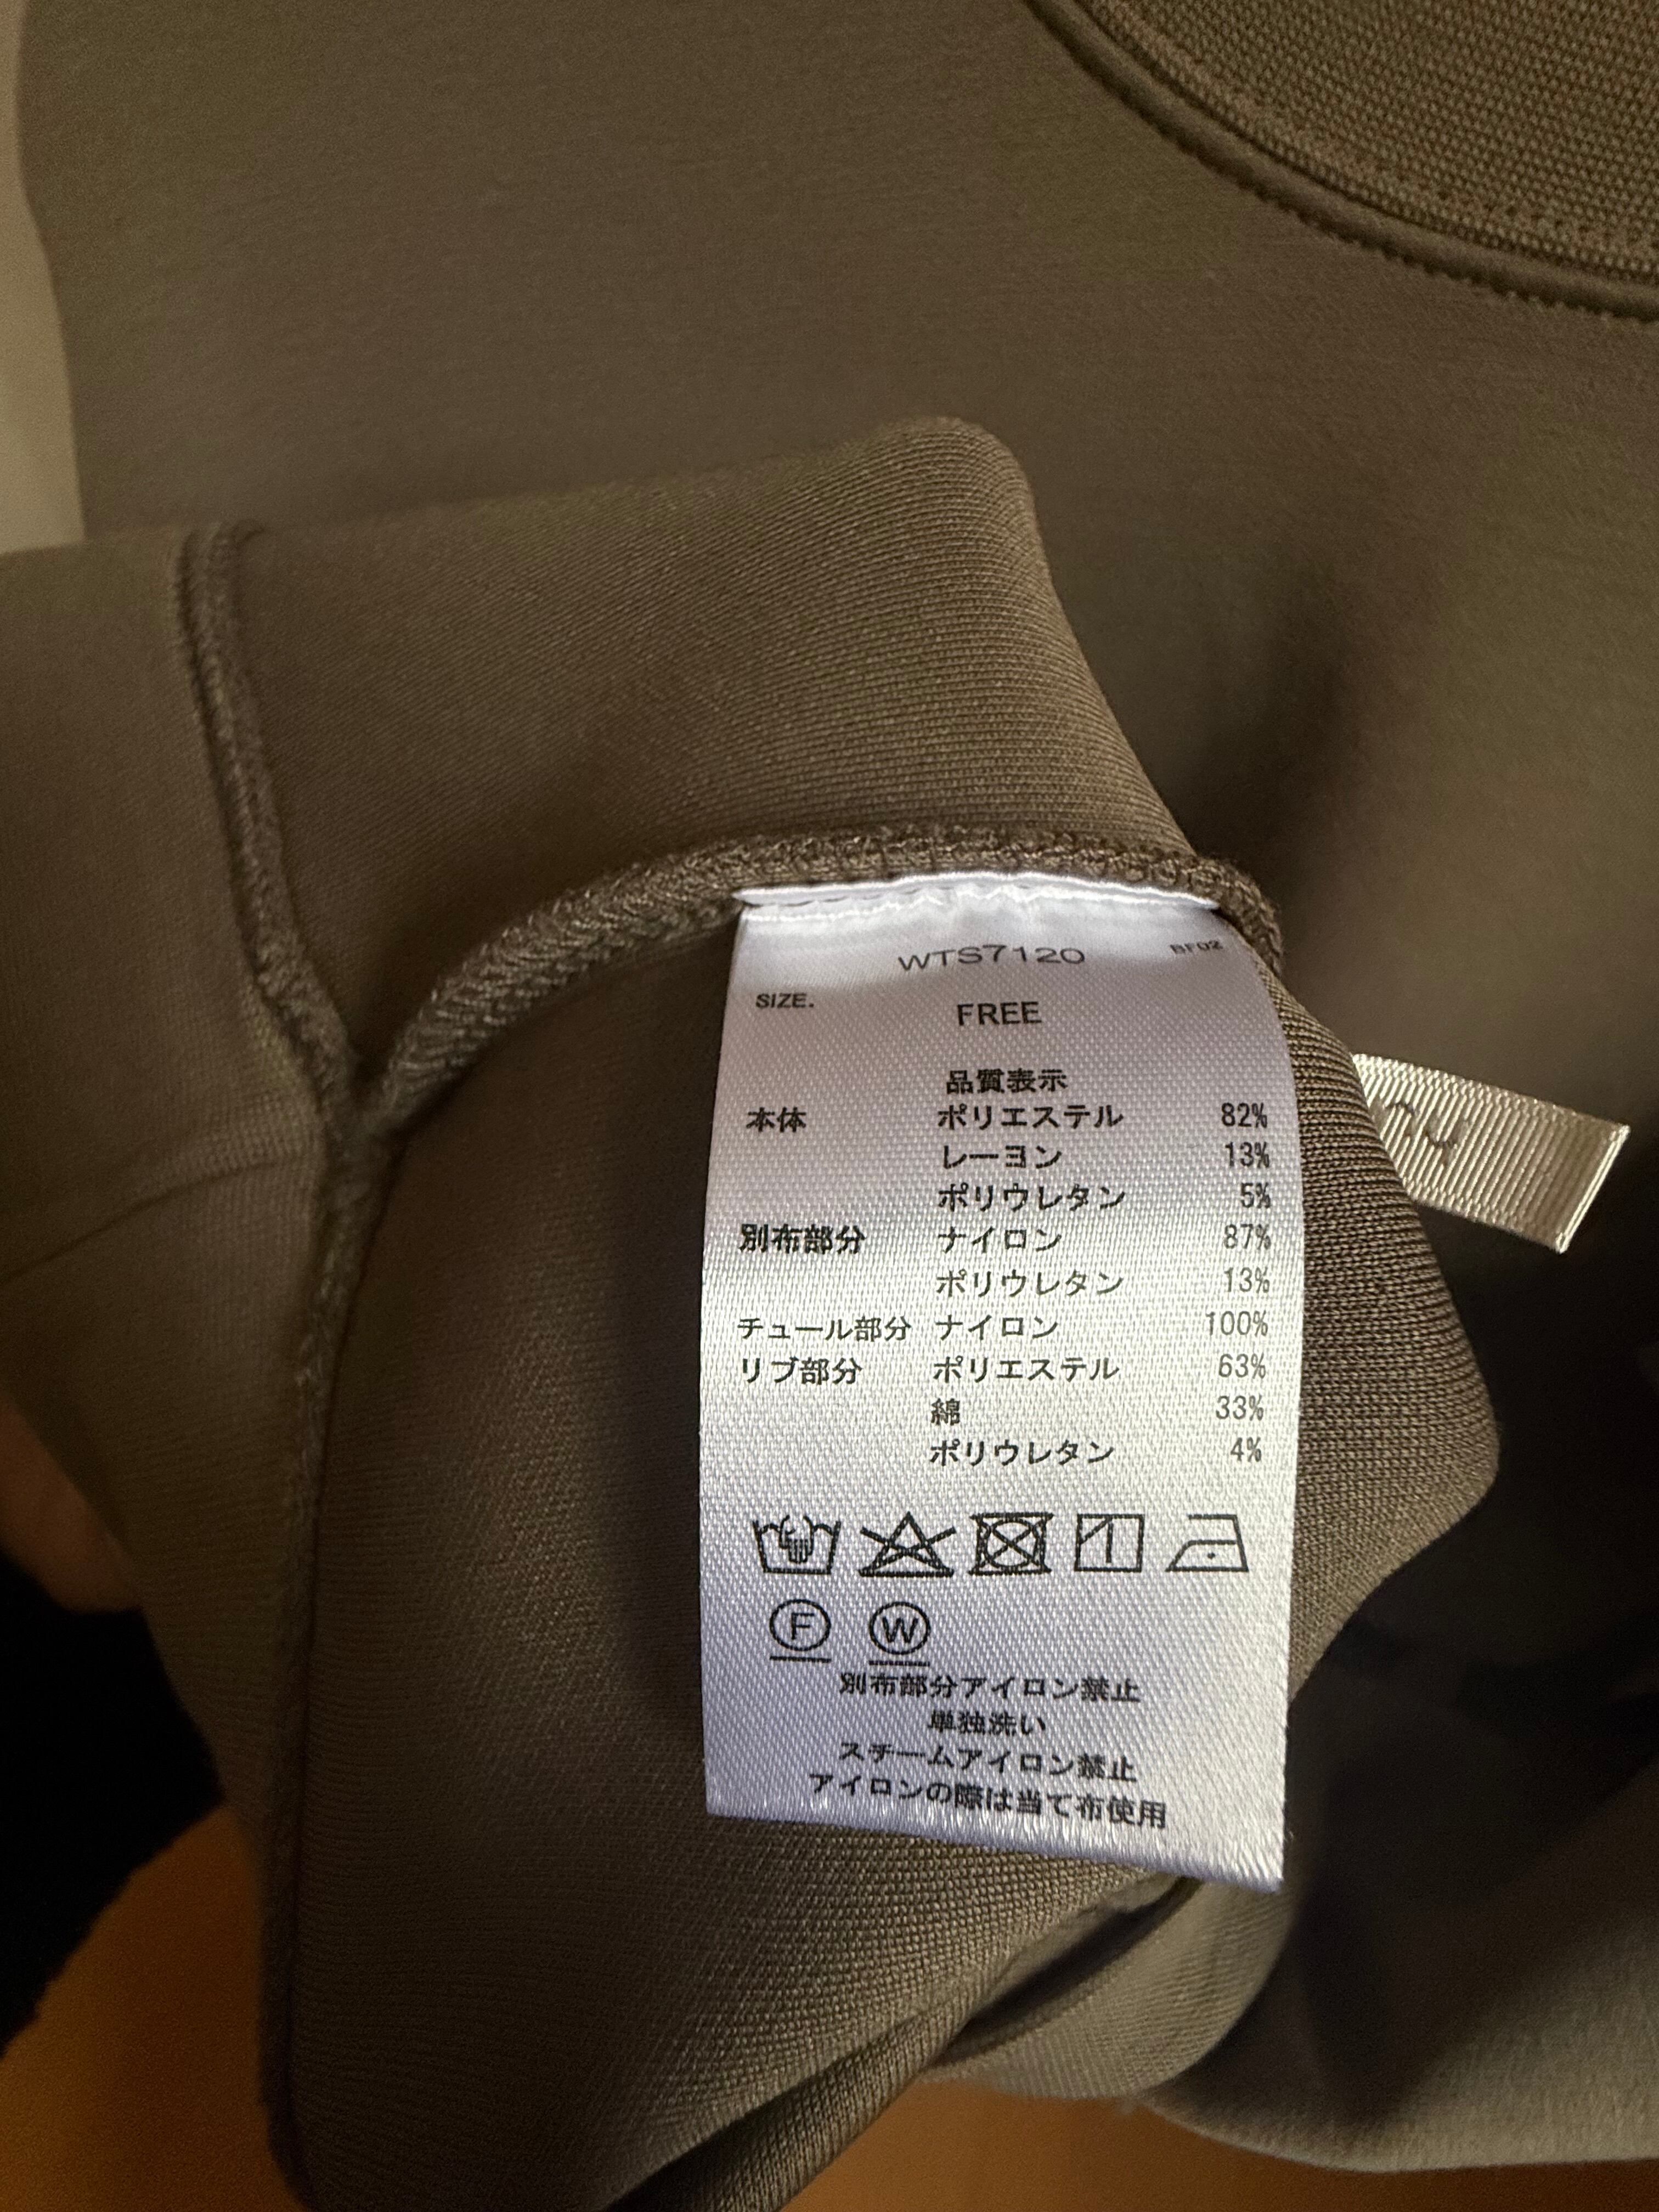 WTS7120 BF02
SIZE. FREE
品質表示
本体 ポリエステル 82%
レーヨン 13%
ポリウレタン 5%
別布部分 ナイロン 87%
ポリウレタン 13%
チュール部分 ナイロン 100%
リブ部分 ポリエステル 63%
綿 33%
ポリウレタン 4%
F W
別布部分アイロン禁止
単独洗い
スチームアイロン禁止
アイロンの際は当て布使用